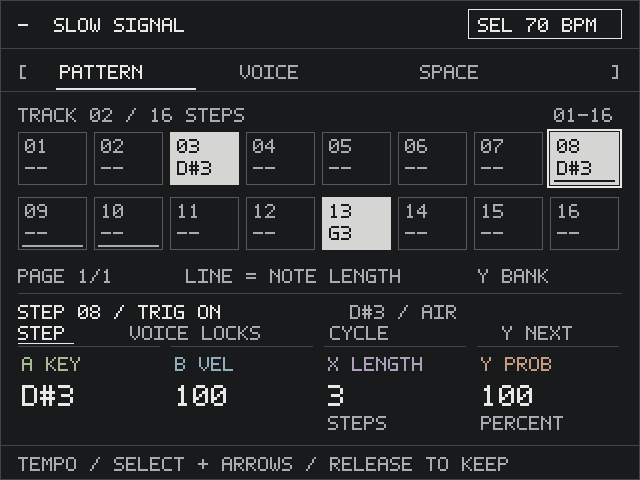 – SLOW SIGNAL SEL 70 BPM
[ PATTERN VOICE SPACE ]
TRACK 02 / 16 STEPS 01–16
01 02 03 04 05 06 07 08
-- -- D#3 -- -- -- -- D#3
09 10 11 12 13 14 15 16
-- -- -- -- G3 -- -- --
PAGE 1/1 LINE = NOTE LENGTH Y BANK
STEP 08 / TRIG ON D#3 / AIR
STEP VOICE LOCKS CYCLE Y NEXT
A KEY B VEL X LENGTH Y PROB
D#3 100 3 100
STEPS PERCENT
TEMPO / SELECT + ARROWS / RELEASE TO KEEP